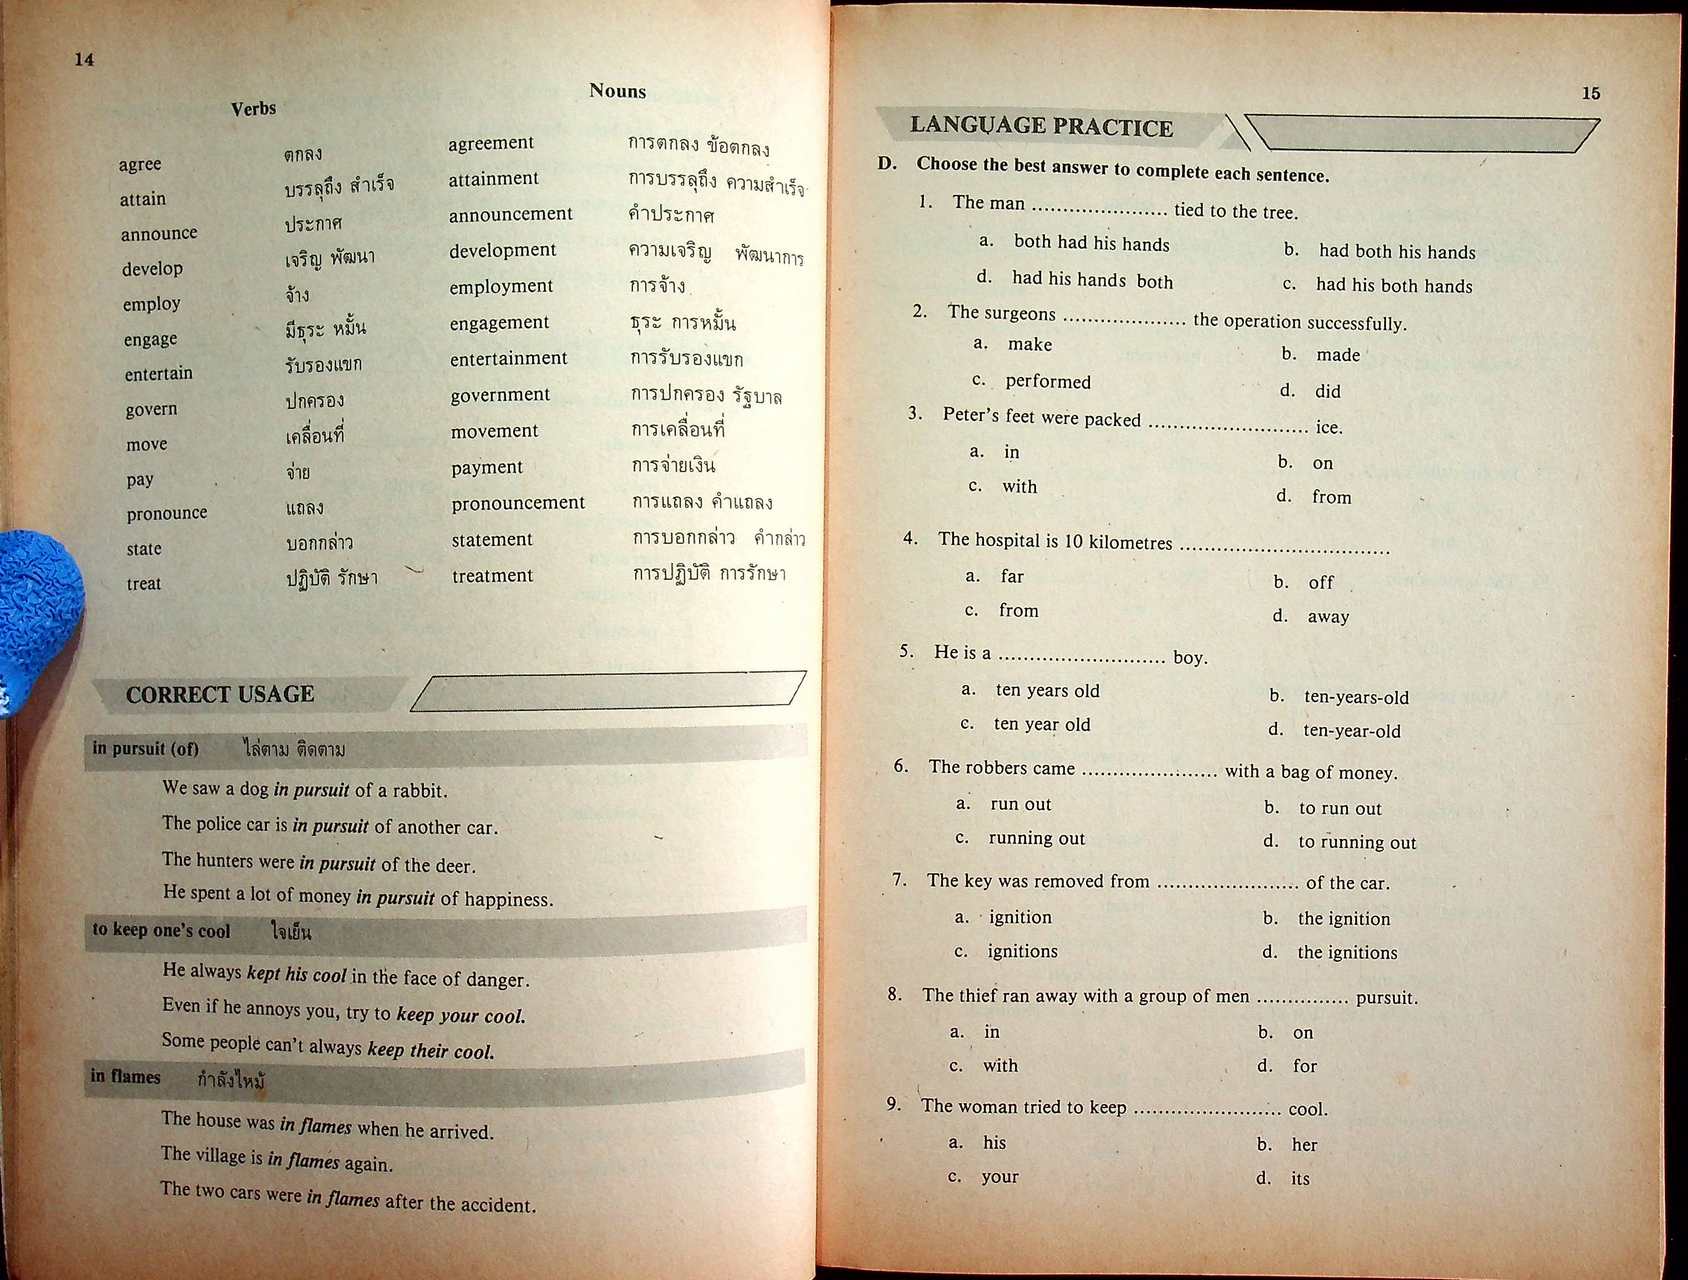 14
Verbs Nouns
agree ตกลง agreement การตกลง ข้อตกลง
attain บรรลุถึง สำเร็จ attainment การบรรลุถึง ความสำเร็จ
announce ประกาศ announcement คำประกาศ
develop เจริญ พัฒนา development ความเจริญ พัฒนาการ
employ จ้าง employment การจ้าง
engage มีธุระ หมั้น engagement ธุระ การหมั้น
entertain รับรองแขก entertainment การรับรองแขก
govern ปกครอง government การปกครอง รัฐบาล
move เคลื่อนที่ movement การเคลื่อนที่
pay จ่าย payment การจ่ายเงิน
pronounce แถลง pronouncement การแถลง คำแถลง
state บอกกล่าว statement การบอกกล่าว คำกล่าว
treat ปฏิบัติ รักษา treatment การปฏิบัติ การรักษา
CORRECT USAGE
in pursuit (of) ไล่ตาม ติดตาม
We saw a dog in pursuit of a rabbit.
The police car is in pursuit of another car.
The hunters were in pursuit of the deer.
He spent a lot of money in pursuit of happiness.
to keep one's cool ใจเย็น
He always kept his cool in the face of danger.
Even if he annoys you, try to keep your cool.
Some people can't always keep their cool.
in flames กำลังไหม้
The house was in flames when he arrived.
The village is in flames again.
The two cars were in flames after the accident.
15
LANGUAGE PRACTICE
D. Choose the best answer to complete each sentence.
1. The man ...................... tied to the tree.
a. both had his hands b. had both his hands
d. had his hands both c. had his both hands
2. The surgeons .................... the operation successfully.
a. make b. made
c. performed d. did
3. Peter's feet were packed .......................... ice.
a. in b. on
c. with d. from
4. The hospital is 10 kilometres ..................................
a. far b. off
c. from d. away
5. He is a ........................... boy.
a. ten years old b. ten-years-old
c. ten year old d. ten-year-old
6. The robbers came ...................... with a bag of money.
a. run out b. to run out
c. running out d. to running out
7. The key was removed from ....................... of the car.
a. ignition b. the ignition
c. ignitions d. the ignitions
8. The thief ran away with a group of men ............... pursuit.
a. in b. on
c. with d. for
9. The woman tried to keep ........................ cool.
a. his b. her
c. your d. its